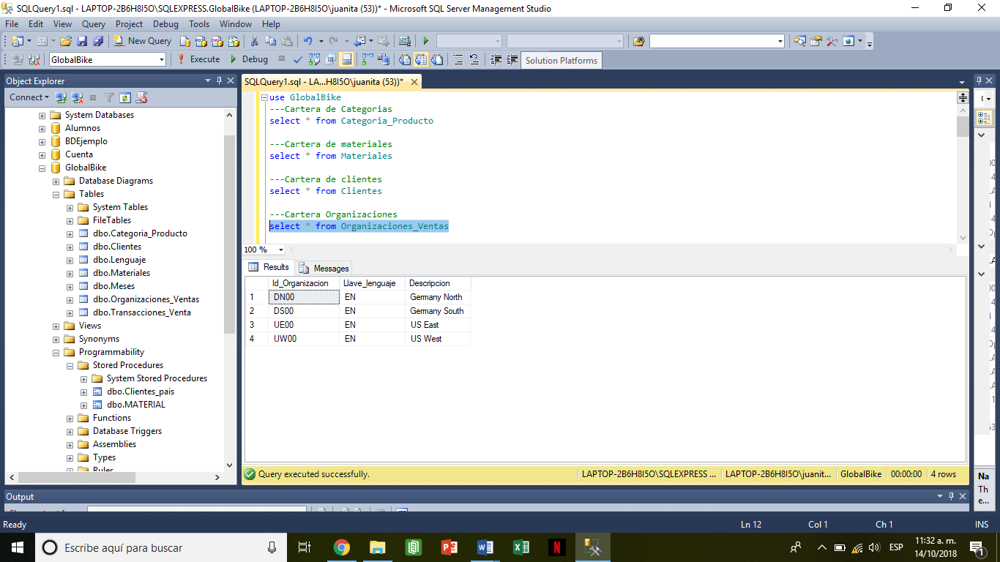 SQLQuery1.sql - LAPTOP-2B6H8I5O\SQLEXPRESS.GlobalBike (LAPTOP-2B6H8I5O\juanita (53))* - Microsoft SQL Server Management Studio
File Edit View Query Project Debug Tools Window Help
New Query
GlobalBike Execute Debug Solution Platforms
Object Explorer
Connect
System Databases
Alumnos
BDEjemplo
Cuenta
GlobalBike
Database Diagrams
Tables
System Tables
FileTables
dbo.Categoria_Producto
dbo.Clientes
dbo.Lenguaje
dbo.Materiales
dbo.Meses
dbo.Organizaciones_Ventas
dbo.Transacciones_Venta
Views
Synonyms
Programmability
Stored Procedures
System Stored Procedures
dbo.Clientes_pais
dbo.MATERIAL
Functions
Database Triggers
Assemblies
Types
Rules
SQLQuery1.sql - LA...H8I5O\juanita (53))*
use GlobalBike
---Cartera de Categorias
select * from Categoria_Producto
---Cartera de materiales
select * from Materiales
---Cartera de clientes
select * from Clientes
---Cartera Organizaciones
select * from Organizaciones_Ventas
100 %
Results Messages
Id_Organizacion Llave_lenguaje Descripcion
1 DN00 EN Germany North
2 DS00 EN Germany South
3 UE00 EN US East
4 UW00 EN US West
Query executed successfully. LAPTOP-2B6H8I5O\SQLEXPRESS ... LAPTOP-2B6H8I5O\juanit... GlobalBike 00:00:00 4 rows
Na
Th
e...
Output
Ready Ln 12 Col 1 Ch 1 INS
Escribe aquí para buscar
ESP
11:32 a. m.
14/10/2018
1